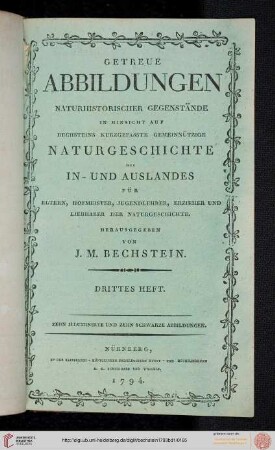 GETREUE
ABBILDUNGEN
NATURHISTORISCHER GEGENSTÄNDE
IN HINSICHT AUF
BECHSTEINS KURZGEFASSTE GEMEINNÜTZIGE
NATURGESCHICHTE
DES
IN- UND AUSLANDES
FÜR
ELTERN, HOFMEISTER, JUGENDLEHRER, ERZIEHER UND
LIEBHABER DER NATURGESCHICHTE.
HERAUSGEGEBEN
VON
J. M. BECHSTEIN.
DRITTES HEFT.
ZEHN ILLUMINIRTE UND ZEHN SCHWARZE ABBILDUNGEN.
NÜRNBERG,
1794.